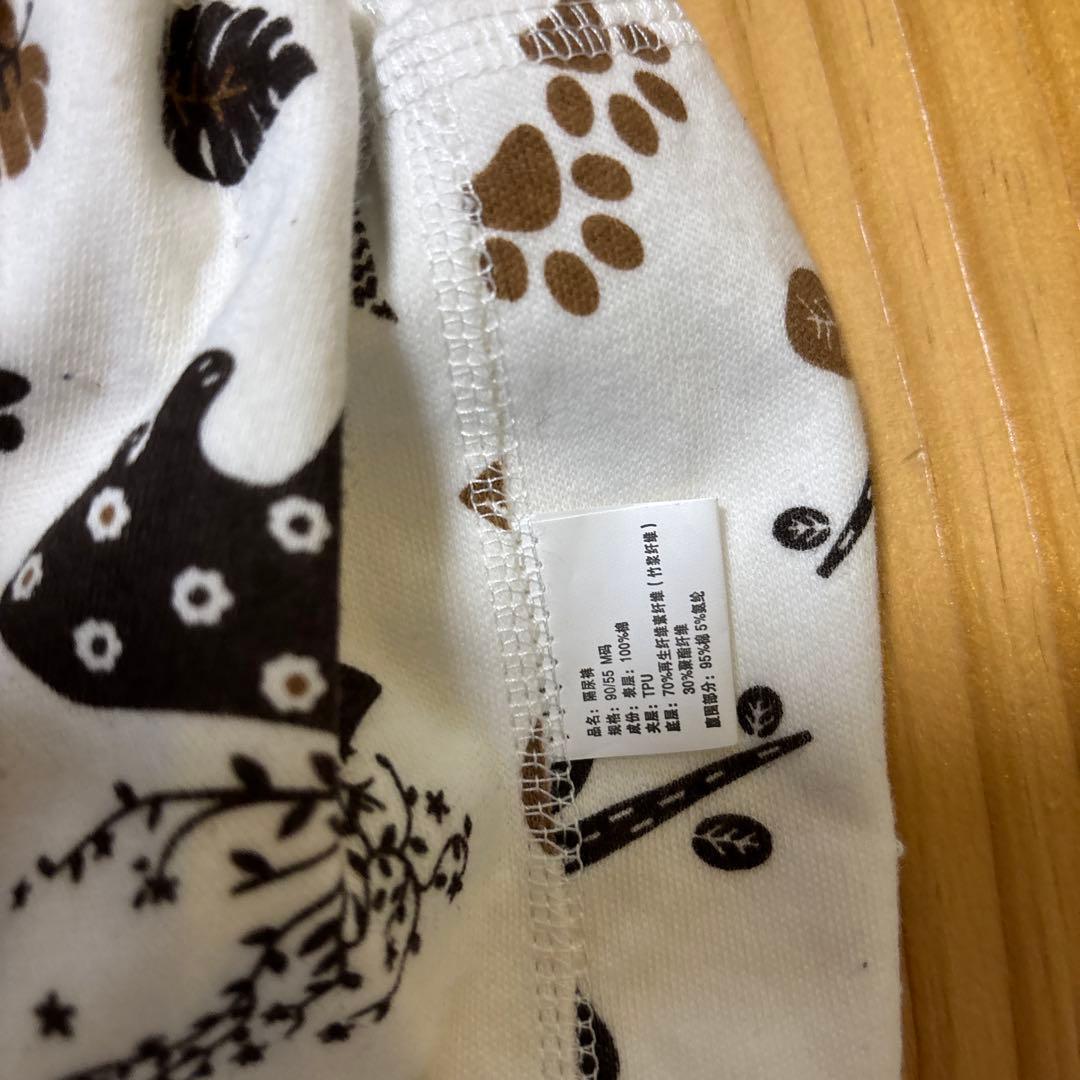 品名：隔尿裤
规格：90/55 M码
成份：表层：100%棉
夹层：TPU
底层：70%再生纤维素纤维（竹浆纤维）
30%聚酯纤维
腹围部分：95%棉 5%氨纶